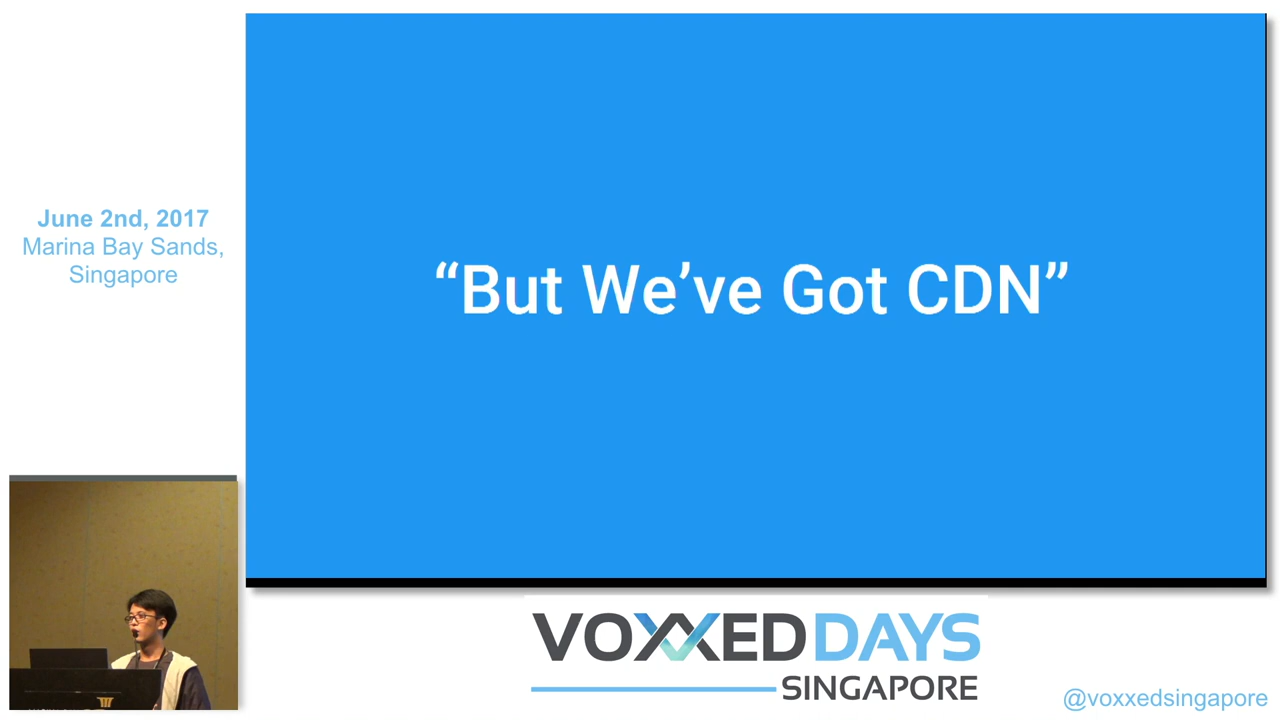 June 2nd, 2017
Marina Bay Sands,
Singapore
“But We’ve Got CDN”
VOXXED DAYS
SINGAPORE
@voxxedsingapore